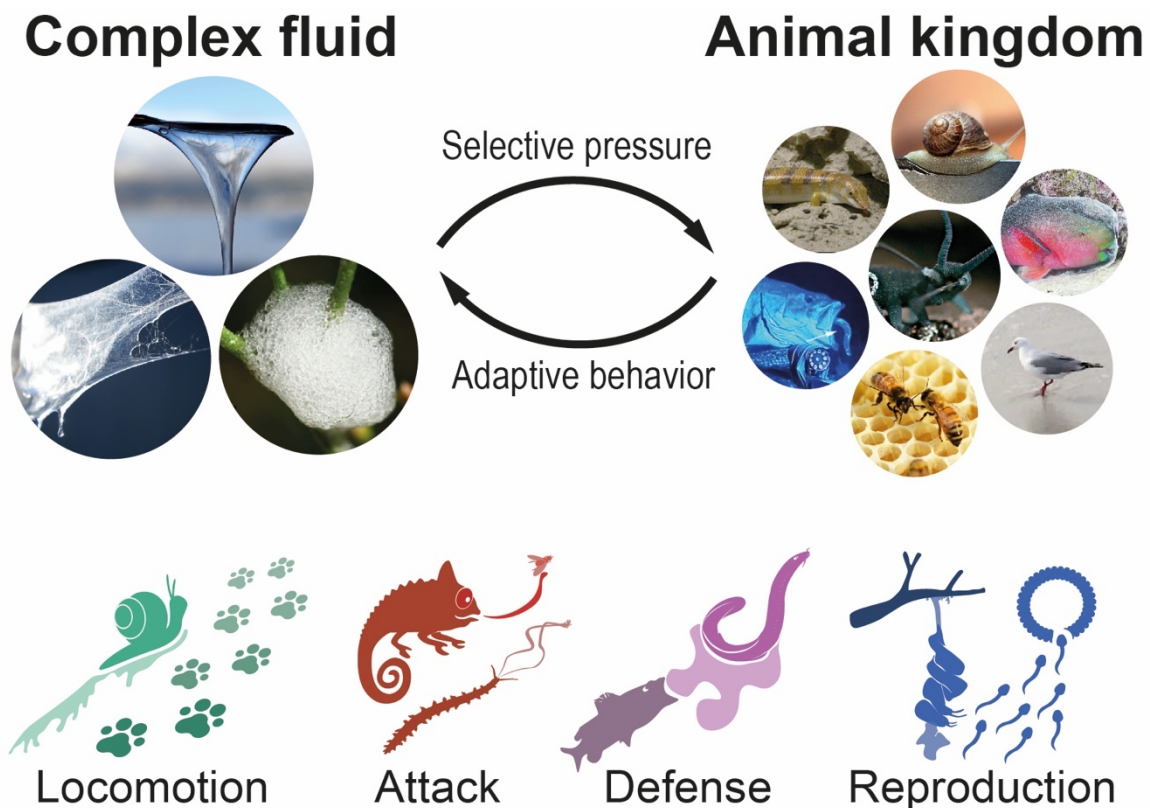 Complex fluid
Animal kingdom
Selective pressure
Adaptive behavior
Locomotion
Attack
Defense
Reproduction